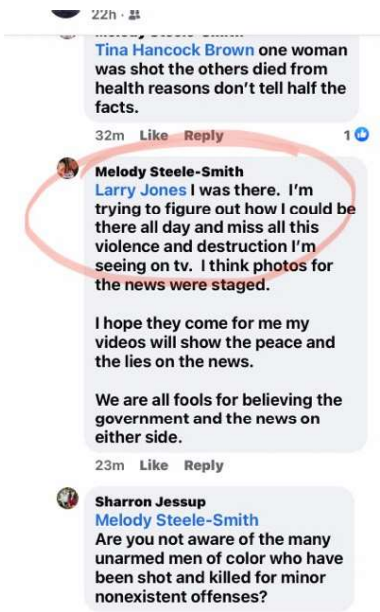 22h
Tina Hancock Brown one woman
was shot the others died from
health reasons don't tell half the
facts.
32m Like Reply 1
Melody Steele-Smith
Larry Jones I was there. I'm
trying to figure out how I could be
there all day and miss all this
violence and destruction I'm
seeing on tv. I think photos for
the news were staged.
I hope they come for me my
videos will show the peace and
the lies on the news.
We are all fools for believing the
government and the news on
either side.
23m Like Reply
Sharron Jessup
Melody Steele-Smith
Are you not aware of the many
unarmed men of color who have
been shot and killed for minor
nonexistent offenses?